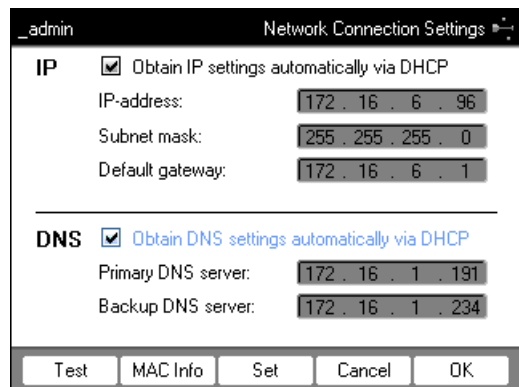 _admin Network Connection Settings
IP Obtain IP settings automatically via DHCP
IP-address: 172 . 16 . 6 . 96
Subnet mask: 255 . 255 . 255 . 0
Default gateway: 172 . 16 . 6 . 1
DNS Obtain DNS settings automatically via DHCP
Primary DNS server: 172 . 16 . 1 . 191
Backup DNS server: 172 . 16 . 1 . 234
Test MAC Info Set Cancel OK